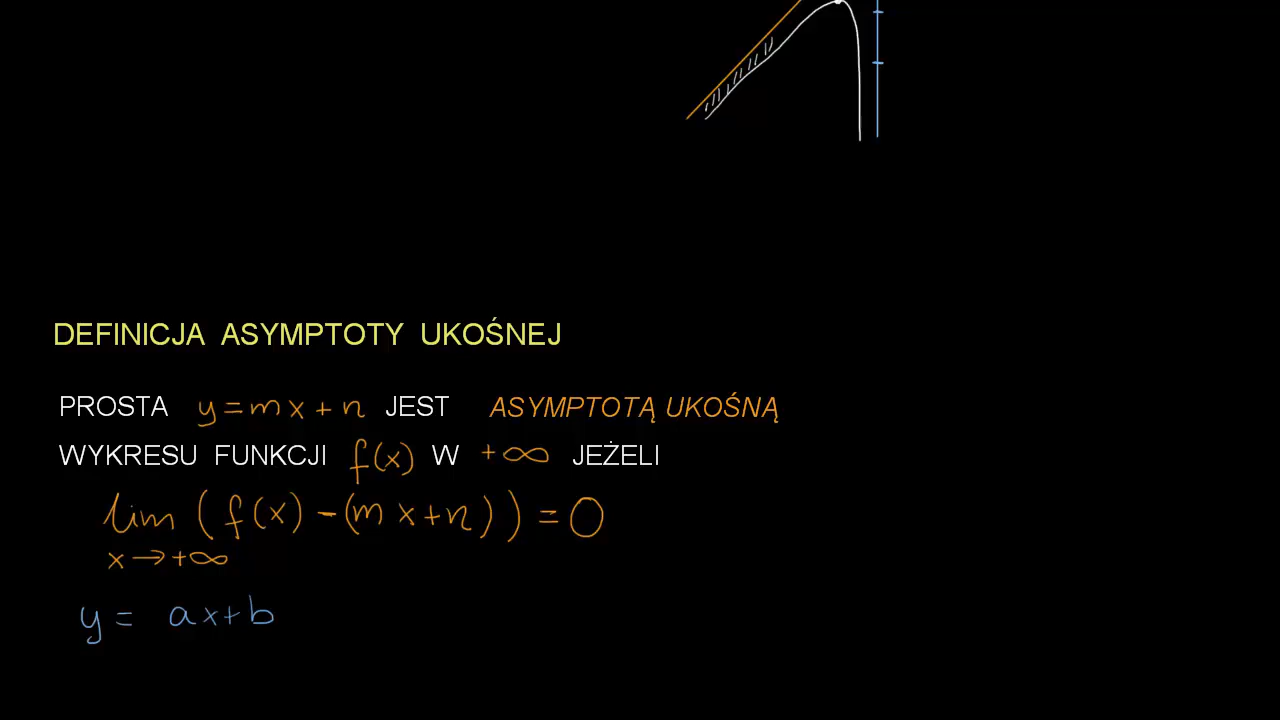 DEFINICJA ASYMPTOTY UKOŚNEJ
PROSTA y=mx+n JEST ASYMPTOTĄ UKOŚNĄ
WYKRESU FUNKCJI f(x) W +∞ JEŻELI
lim (f(x)-(mx+n))=0
x→+∞
y= ax+b